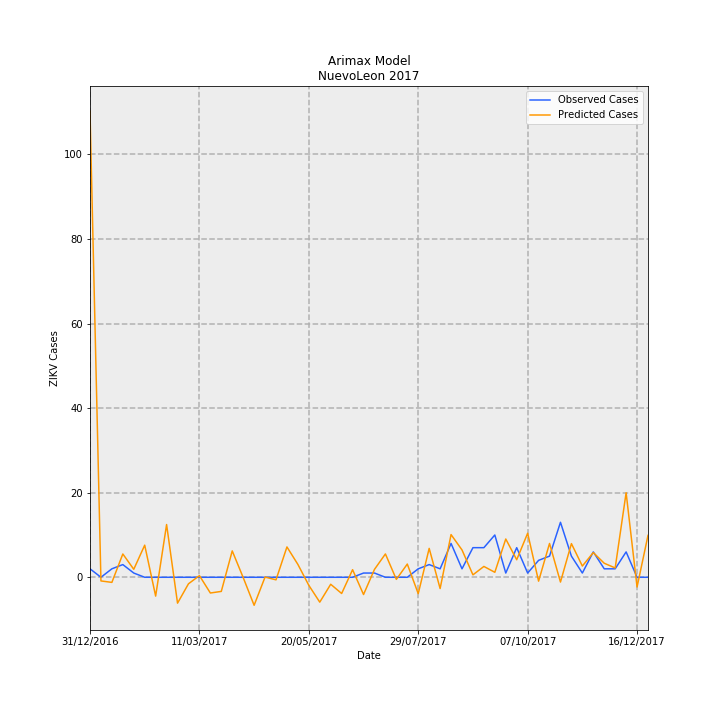 Arimax Model
NuevoLeon 2017
Observed Cases
Predicted Cases
100
80
60
40
20
0
ZIKV Cases
31/12/2016
11/03/2017
20/05/2017
29/07/2017
07/10/2017
16/12/2017
Date